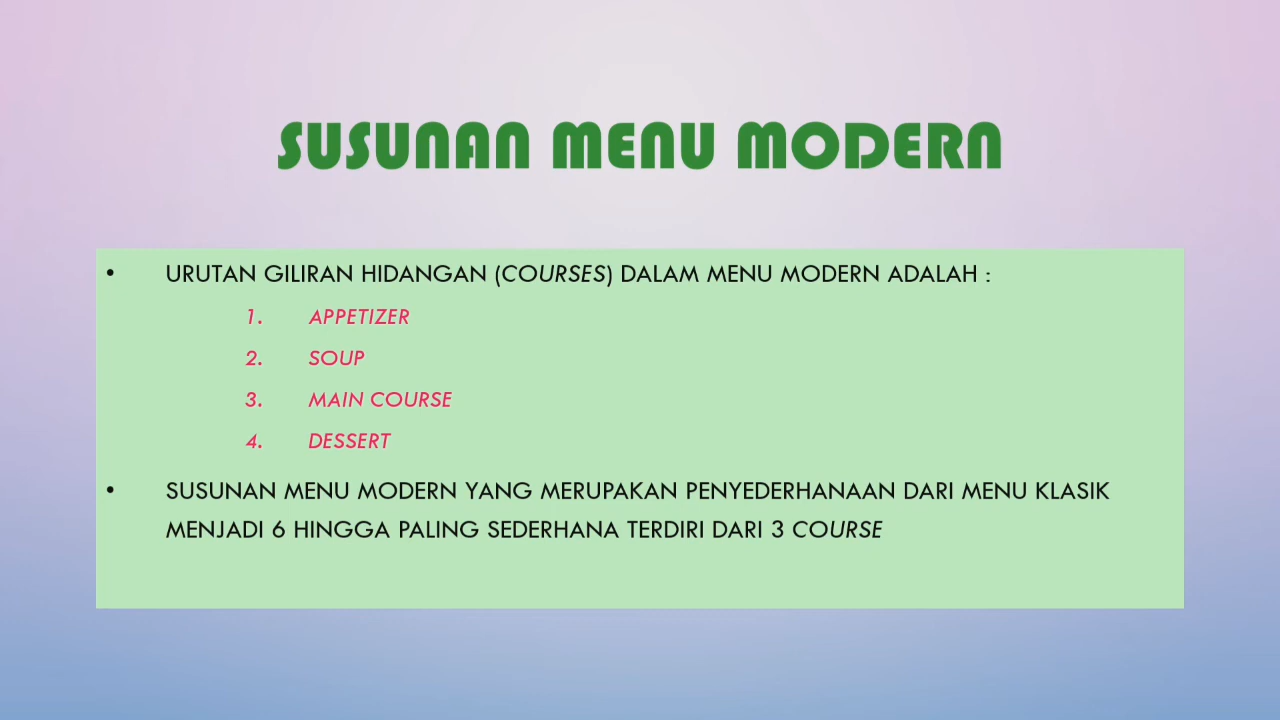 SUSUNAN MENU MODERN
• URUTAN GILIRAN HIDANGAN (COURSES) DALAM MENU MODERN ADALAH :
1. APPETIZER
2. SOUP
3. MAIN COURSE
4. DESSERT
• SUSUNAN MENU MODERN YANG MERUPAKAN PENYEDERHANAAN DARI MENU KLASIK
MENJADI 6 HINGGA PALING SEDERHANA TERDIRI DARI 3 COURSE